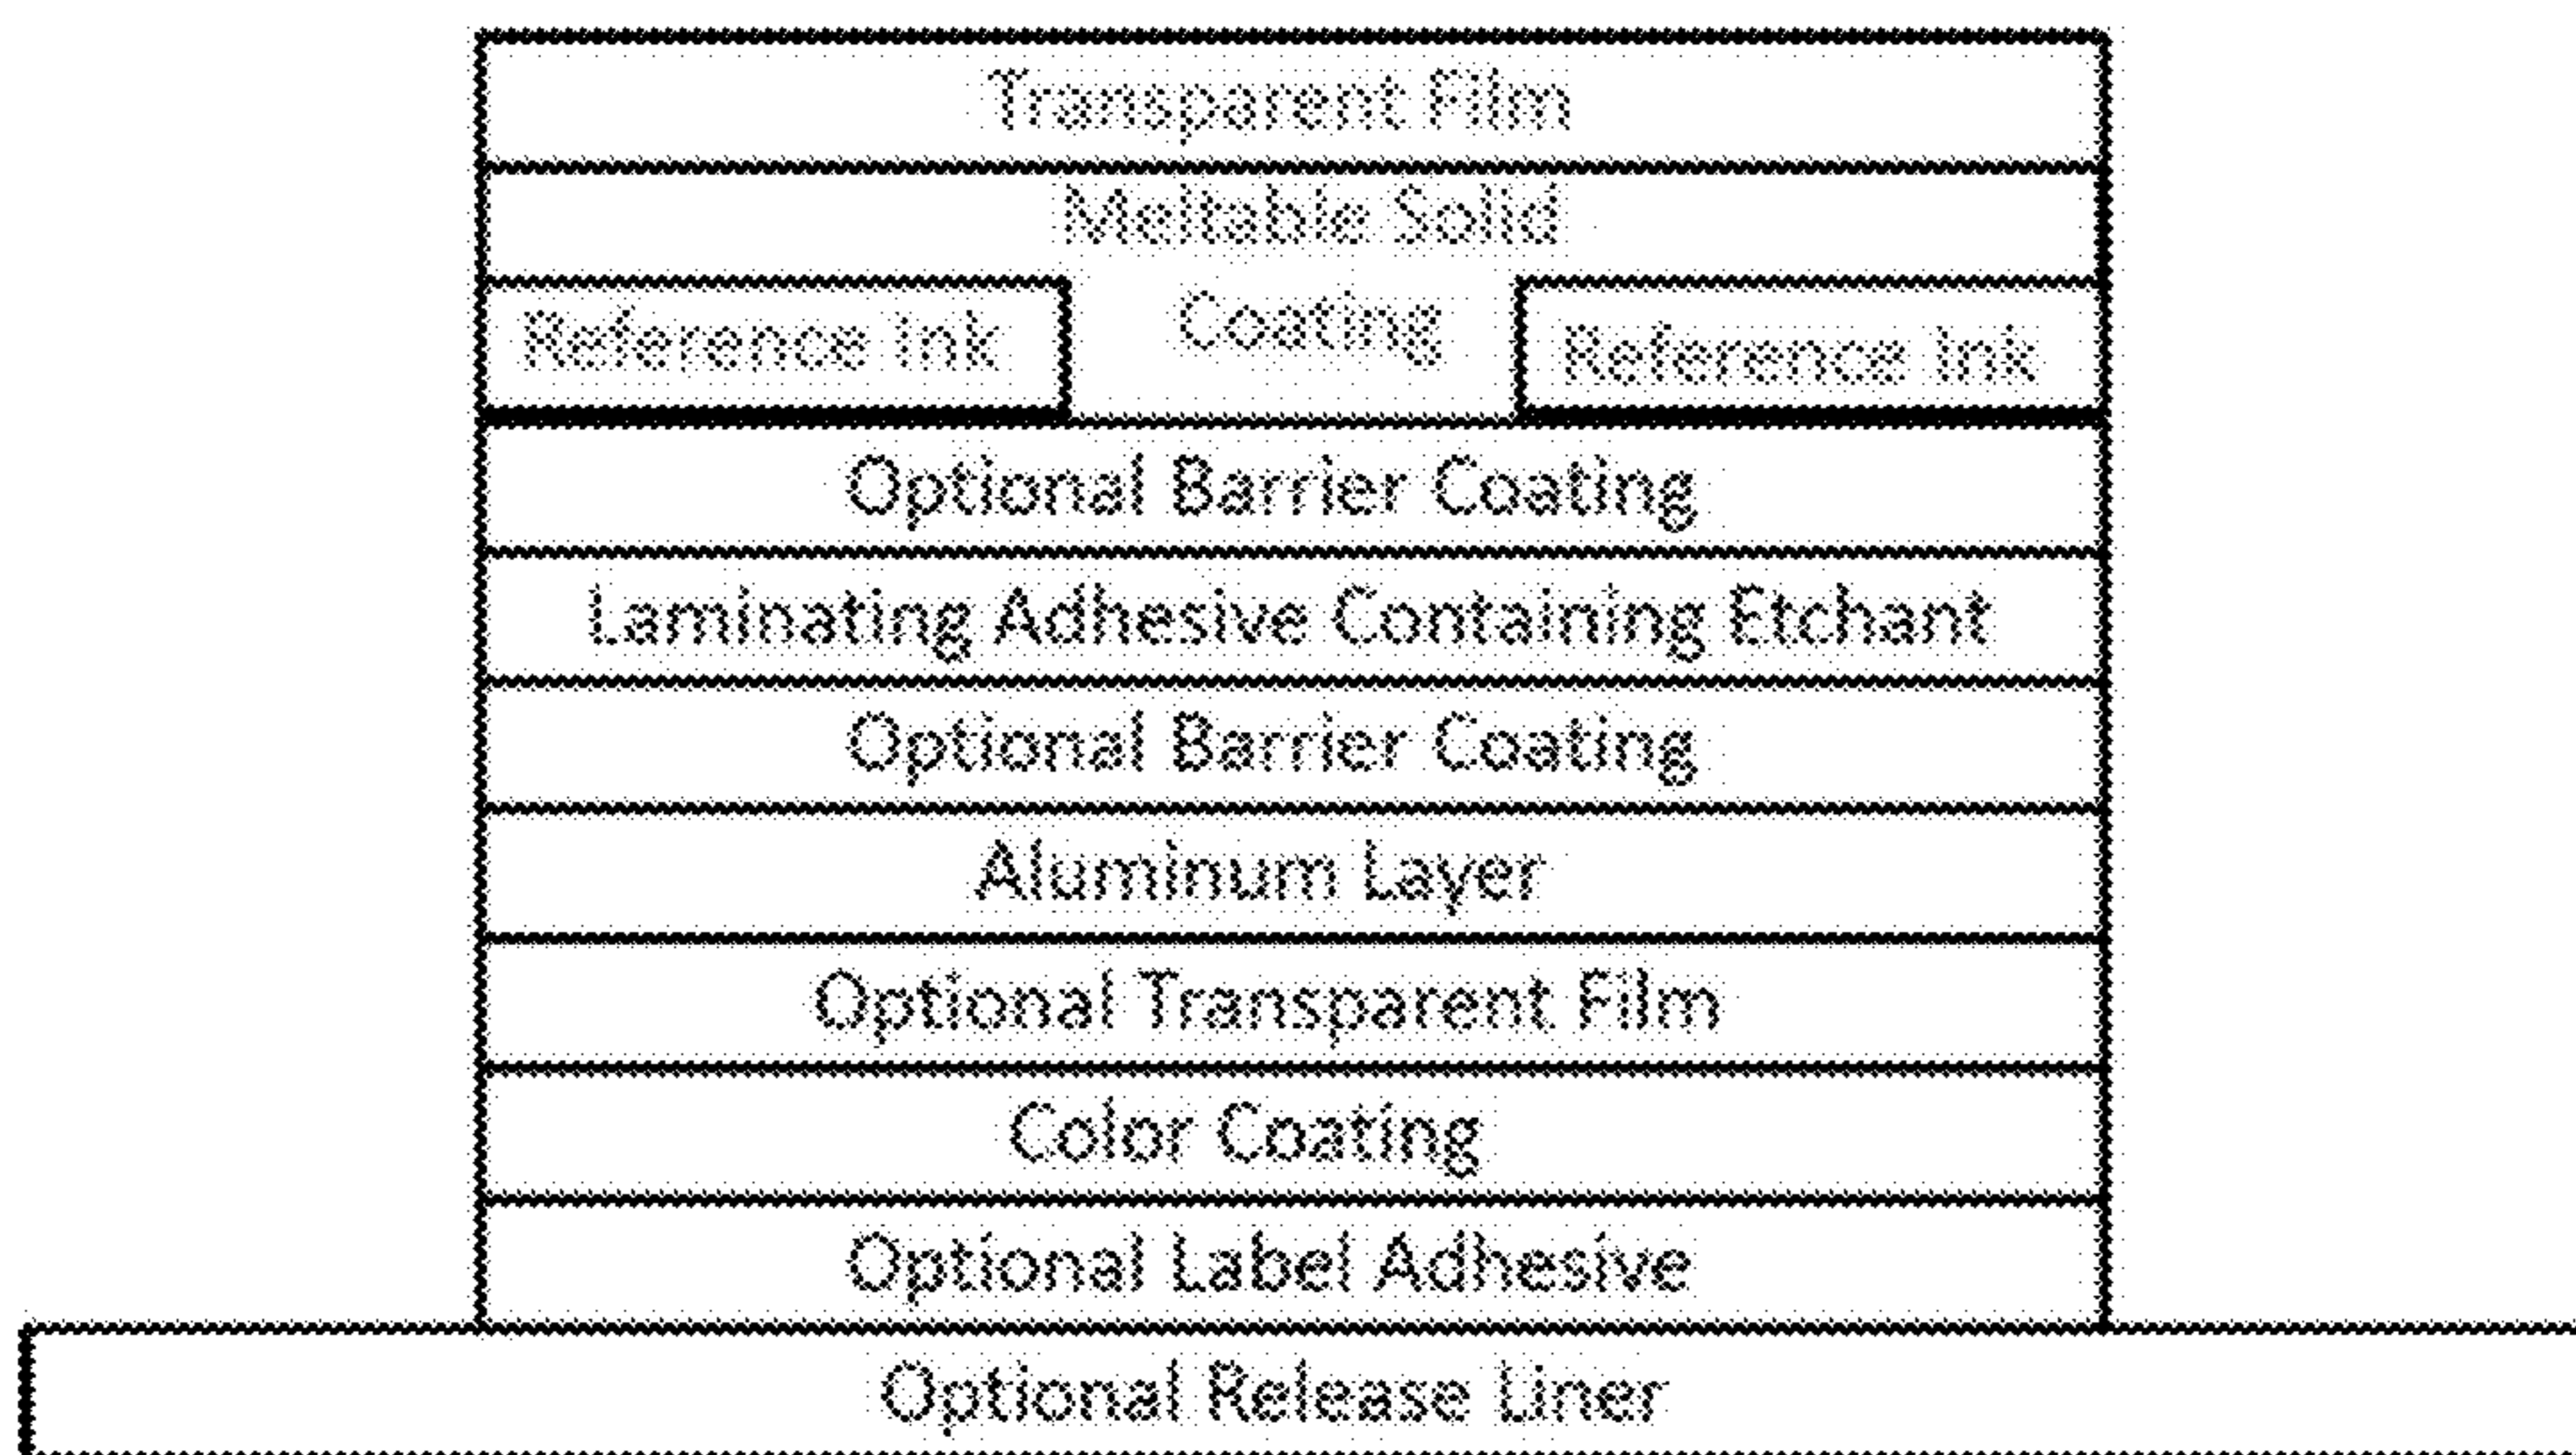 Transparent Film
Meltable Solid
Coating
Reference Ink
Reference Ink
Optional Barrier Coating
Laminating Adhesive Containing Etchant
Optional Barrier Coating
Aluminum Layer
Optional Transparent Film
Color Coating
Optional Label Adhesive
Optional Release Liner